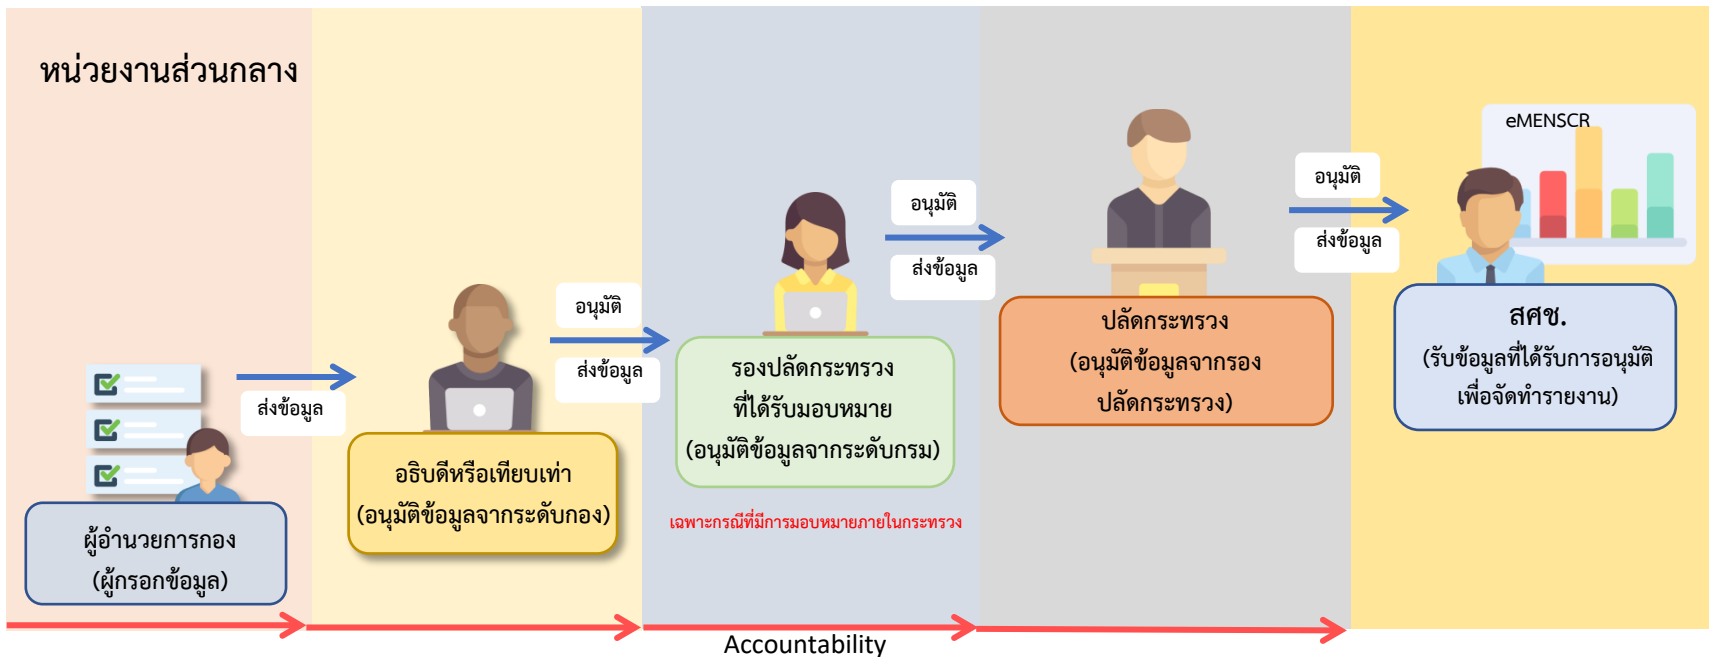 หน่วยงานส่วนกลาง
ส่งข้อมูล
ผู้อำนวยการกอง
(ผู้กรอกข้อมูล)
อนุมัติ
ส่งข้อมูล
อธิบดีหรือเทียบเท่า
(อนุมัติข้อมูลจากระดับกอง)
อนุมัติ
ส่งข้อมูล
รองปลัดกระทรวง
ที่ได้รับมอบหมาย
(อนุมัติข้อมูลจากระดับกรม)
เฉพาะกรณีที่มีการมอบหมายภายในกระทรวง
อนุมัติ
ส่งข้อมูล
ปลัดกระทรวง
(อนุมัติข้อมูลจากรอง
ปลัดกระทรวง)
eMENSCR
สศช.
(รับข้อมูลที่ได้รับการอนุมัติ
เพื่อจัดทำรายงาน)
Accountability